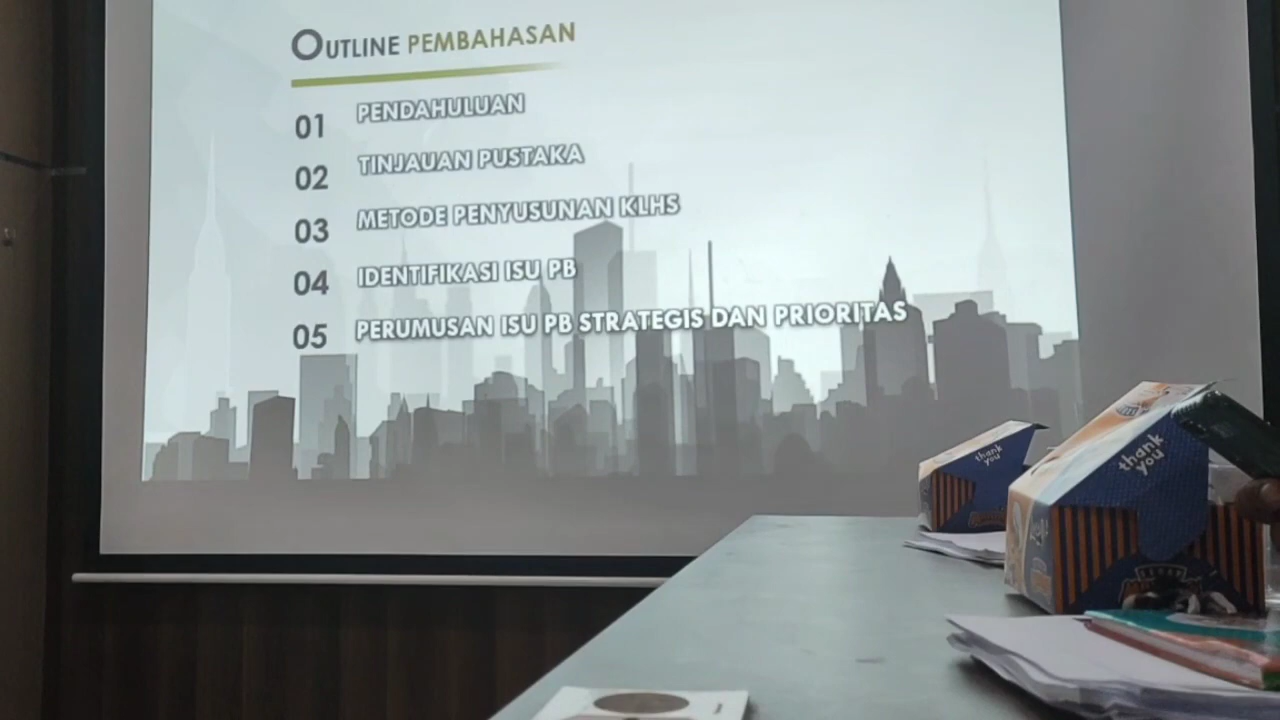 OUTLINE PEMBAHASAN
01 PENDAHULUAN
02 TINJAUAN PUSTAKA
03 METODE PENYUSUNAN KLHS
04 IDENTIFIKASI ISU PB
05 PERUMUSAN ISU PB STRATEGIS DAN PRIORITAS
thank
you
thank
you